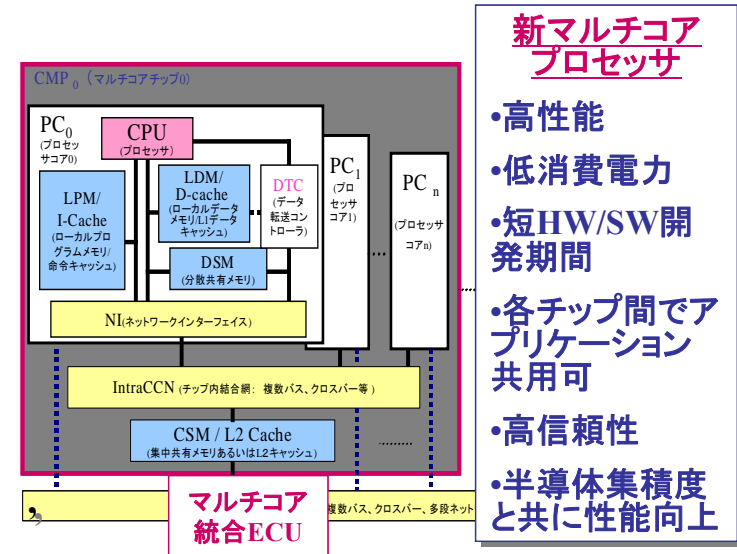 CMP0 (マルチコアチップ0)
PC0
(プロセッ
サコア0)
CPU
(プロセッサ)
LPM/
I-Cache
(ローカルプロ
グラムメモリ/
命令キャッシュ)
LDM/
D-cache
(ローカルデータ
メモリ/L1データ
キャッシュ)
DTC
(データ
転送コン
トローラ)
DSM
(分散共有メモリ)
NI(ネットワークインターフェイス)
PC1
(プロ
セッサ
コア1)
...
PC n
(プロセッサ
コアn)
.....
IntraCCN (チップ内結合網: 複数バス、クロスバー等 )
CSM / L2 Cache
(集中共有メモリあるいはL2キャッシュ)
.........
複数バス、クロスバー、多段ネット
マルチコア
統合ECU
新マルチコア
プロセッサ
•高性能
•低消費電力
•短HW/SW開
発期間
•各チップ間でア
プリケーション
共用可
•高信頼性
•半導体集積度
と共に性能向上